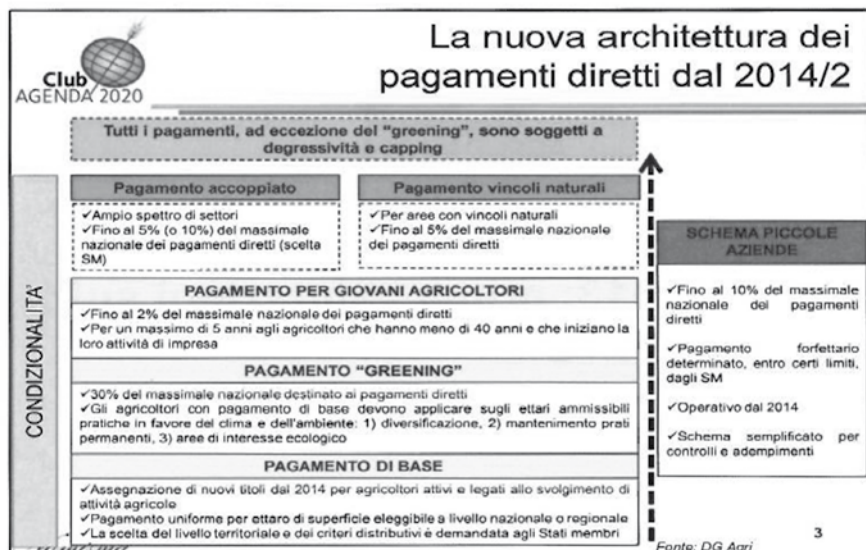 La nuova architettura dei
pagamenti diretti dal 2014/2
Club
AGENDA 2020
Tutti i pagamenti, ad eccezione del "greening", sono soggetti a
degressività e capping
CONDIZIONALITA'
Pagamento accoppiato
✓Ampio spettro di settori
✓Fino al 5% (o 10%) del massimale
nazionale dei pagamenti diretti (scelta
SM)
Pagamento vincoli naturali
✓Per aree con vincoli naturali
✓Fino al 5% del massimale nazionale
dei pagamenti diretti
PAGAMENTO PER GIOVANI AGRICOLTORI
✓Fino al 2% del massimale nazionale dei pagamenti diretti
✓Per un massimo di 5 anni agli agricoltori che hanno meno di 40 anni e che iniziano la
loro attività di impresa
PAGAMENTO "GREENING"
✓30% del massimale nazionale destinato ai pagamenti diretti
✓Gli agricoltori con pagamento di base devono applicare sugli ettari ammissibili
pratiche in favore del clima e dell'ambiente: 1) diversificazione, 2) mantenimento prati
permanenti, 3) aree di interesse ecologico
PAGAMENTO DI BASE
✓Assegnazione di nuovi titoli dal 2014 per agricoltori attivi e legati allo svolgimento di
attività agricole
✓Pagamento uniforme per ettaro di superficie eleggibile a livello nazionale o regionale
✓La scelta del livello territoriale e dei criteri distributivi è demandata agli Stati membri
SCHEMA PICCOLE
AZIENDE
✓Fino al 10% del massimale
nazionale dei pagamenti
diretti
✓Pagamento forfettario
determinato, entro certi limiti,
dagli SM
✓Operativo dal 2014
✓Schema semplificato per
controlli e adempimenti
3
Fonte: DG Agri